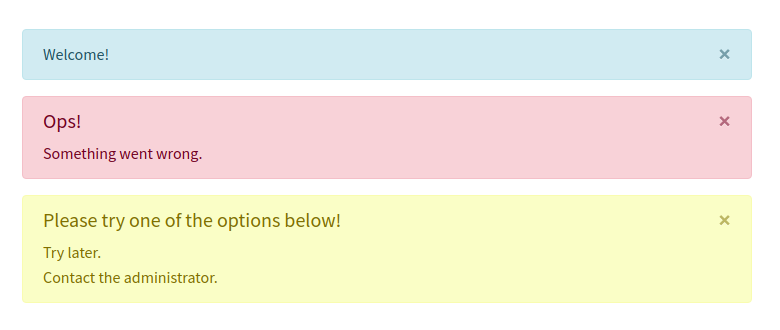 Welcome! ×
Ops! ×
Something went wrong.
Please try one of the options below! ×
Try later.
Contact the administrator.